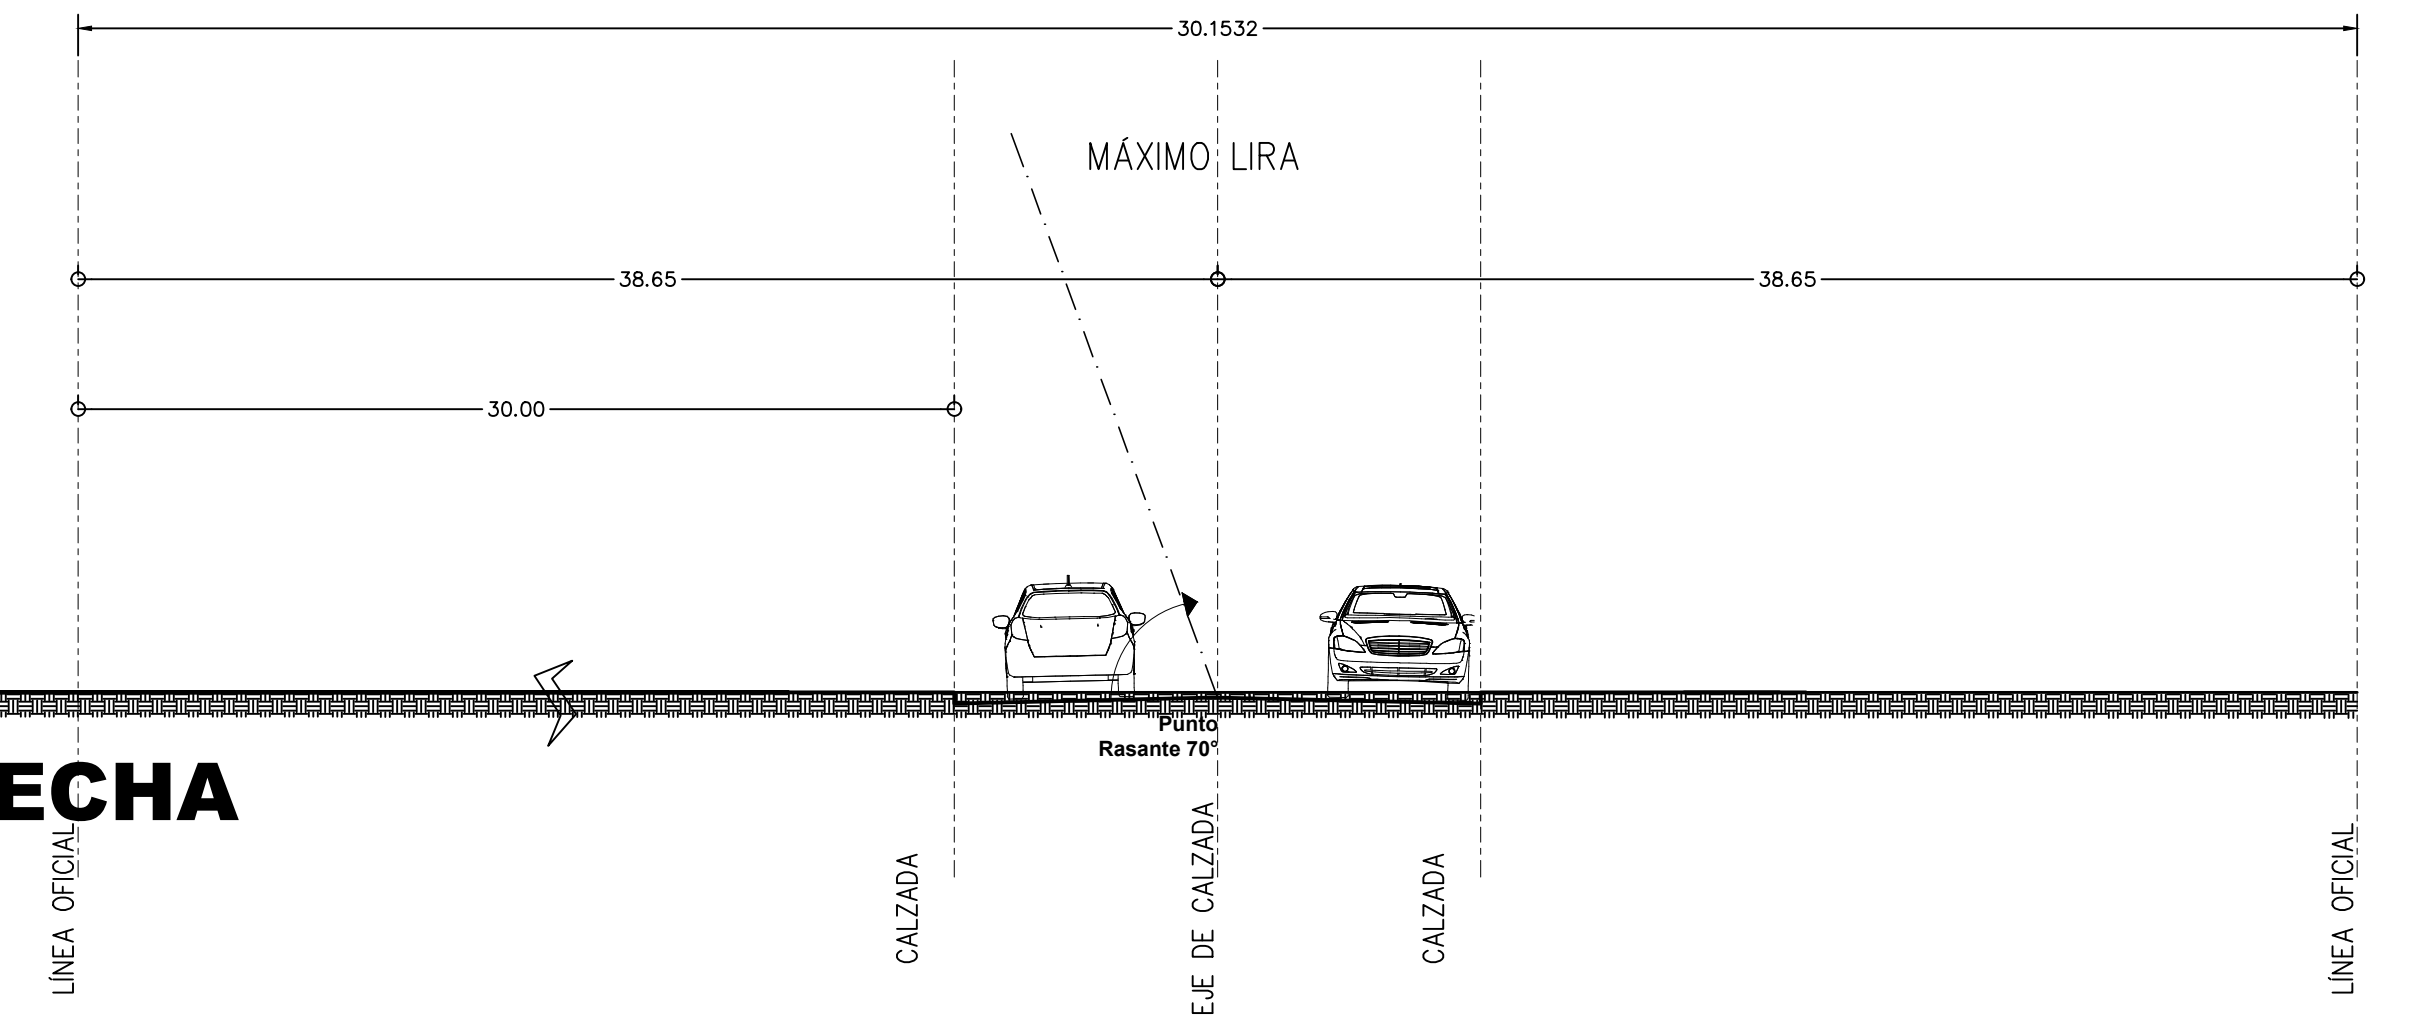 30.1532
MÁXIMO LIRA
38.65
38.65
30.00
Punto
Rasante 70°
ECHA
LÍNEA OFICIAL
CALZADA
EJE DE CALZADA
CALZADA
LÍNEA OFICIAL